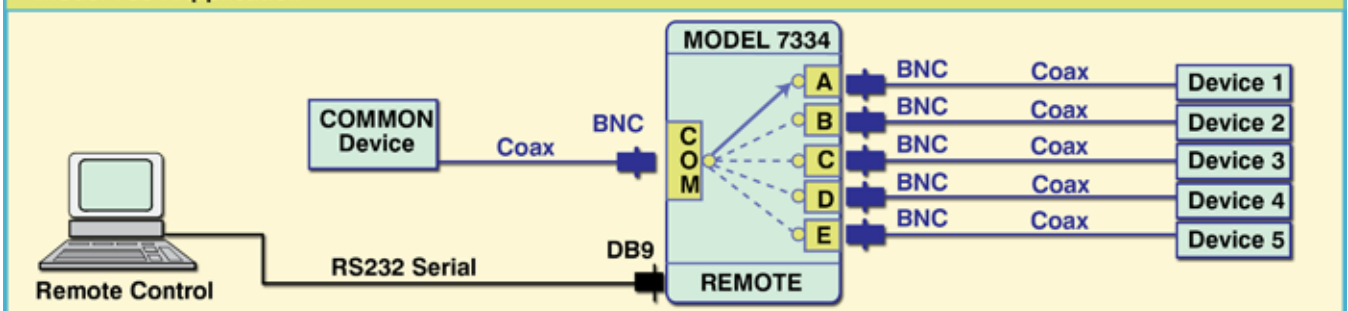 MODEL 7334
COMMON
Device
Coax
BNC
COM
A
BNC
Coax
Device 1
B
BNC
Coax
Device 2
C
BNC
Coax
Device 3
D
BNC
Coax
Device 4
E
BNC
Coax
Device 5
Remote Control
RS232 Serial
DB9
REMOTE